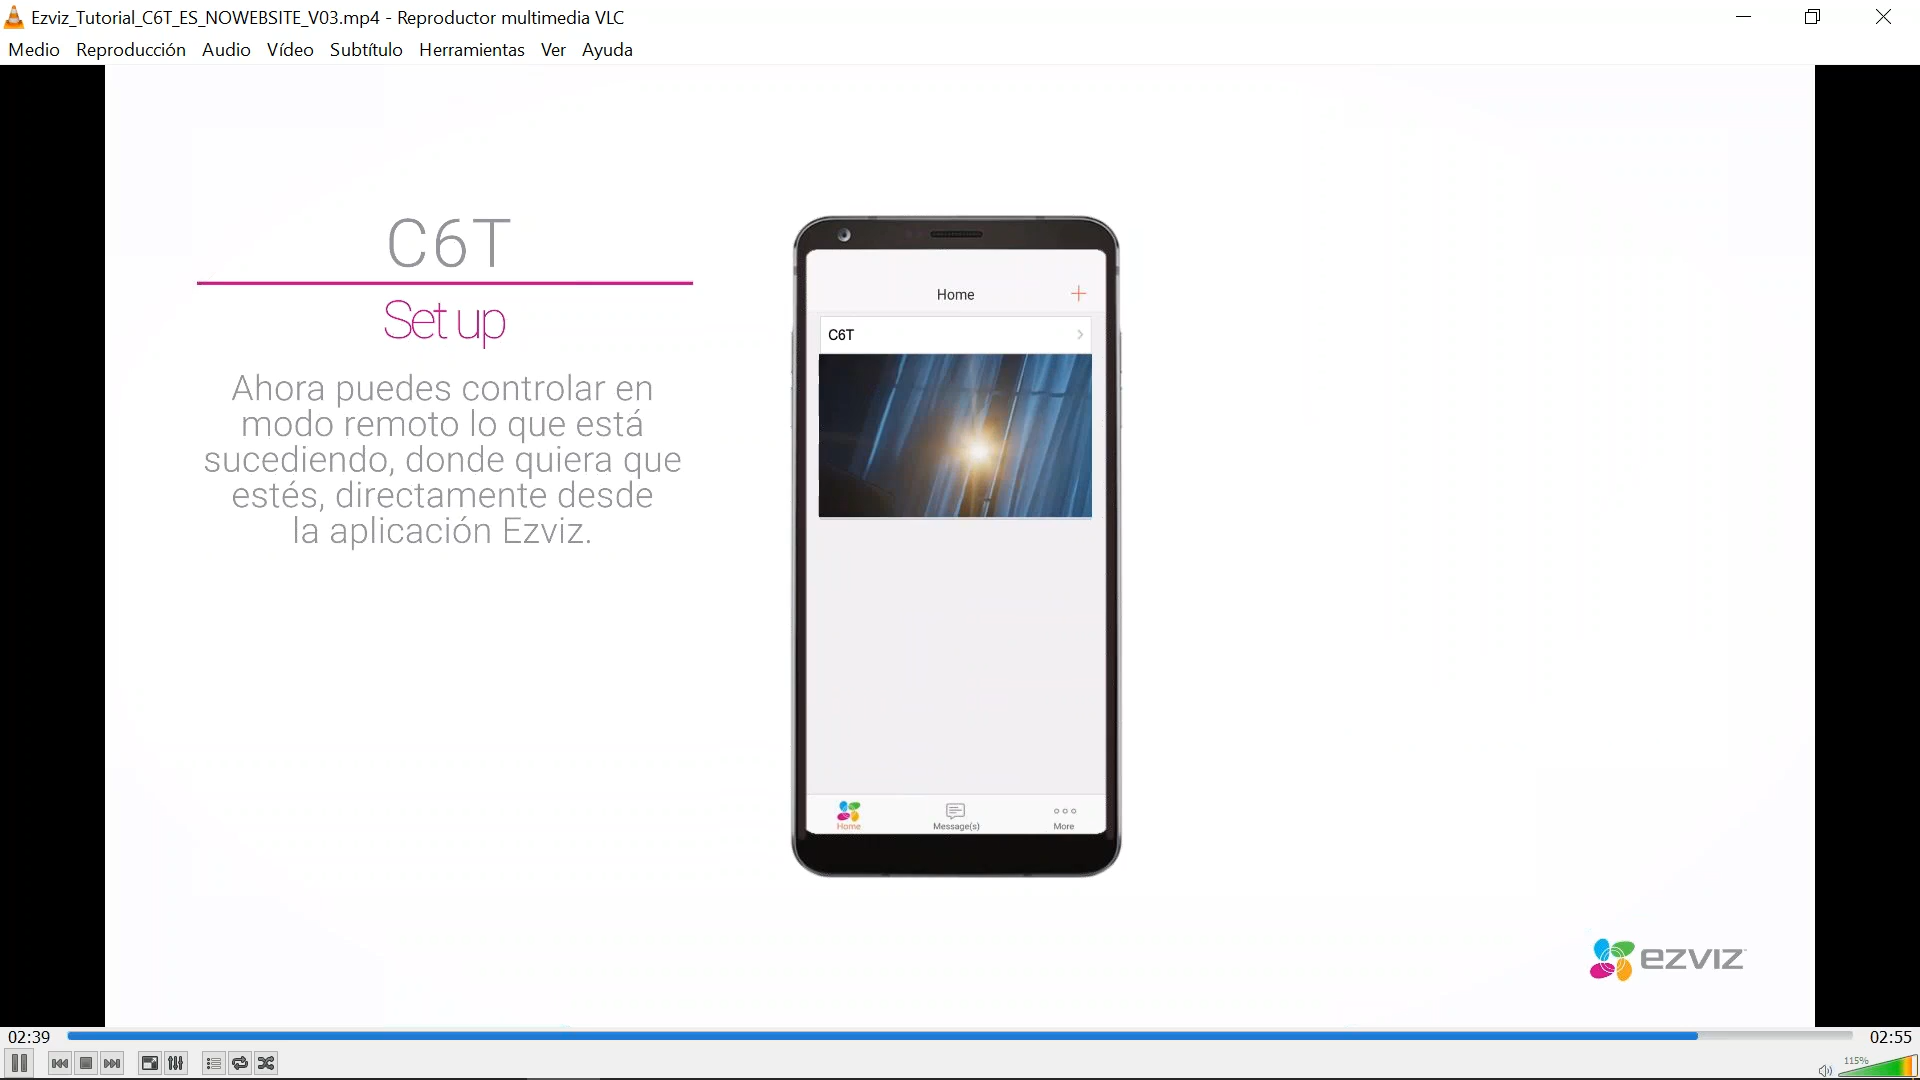 Ezviz_Tutorial_C6T_ES_NOWEBSITE_V03.mp4 - Reproductor multimedia VLC
Medio Reproducción Audio Vídeo Subtítulo Herramientas Ver Ayuda
C6T
Set up
Ahora puedes controlar en
modo remoto lo que está
sucediendo, donde quiera que
estés, directamente desde
la aplicación Ezviz.
Home
C6T
Home Message(s) More
ezviz
02:39 02:55
115%